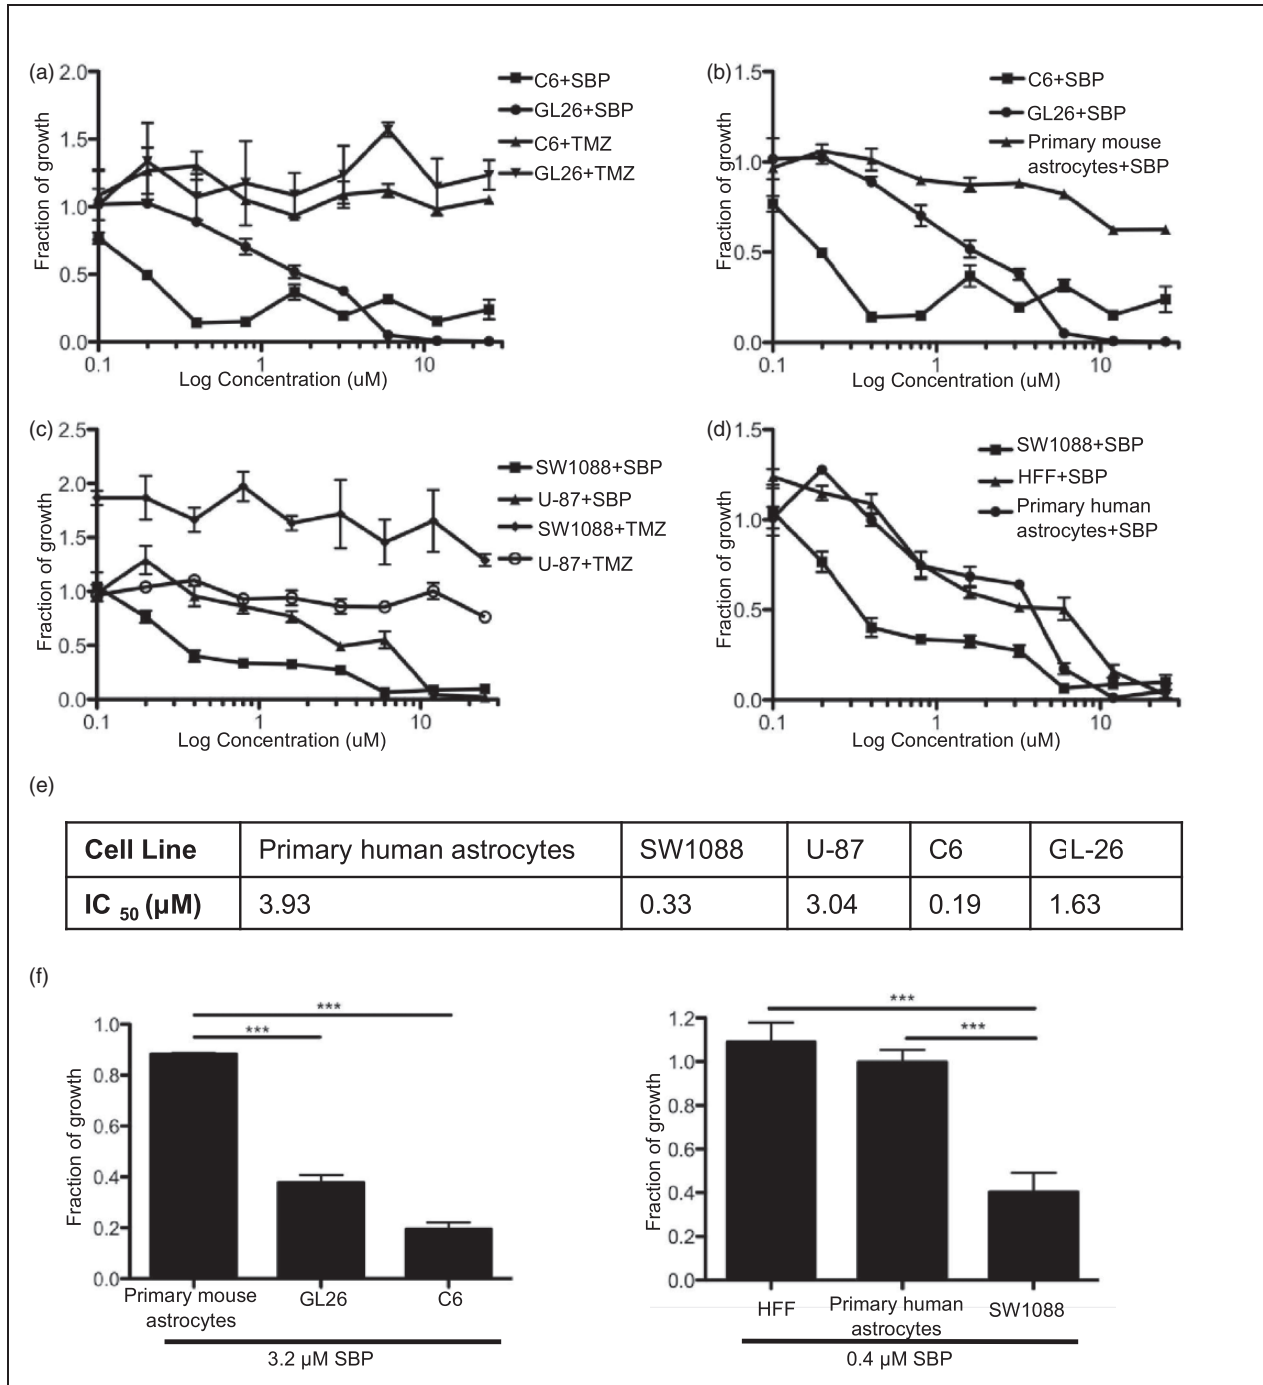 (a)
2.0
1.5
1.0
0.5
0.0
Fraction of growth
0.1 1 10
Log Concentration (uM)
C6+SBP
GL26+SBP
C6+TMZ
GL26+TMZ
(b)
1.5
1.0
0.5
0.0
Fraction of growth
0.1 1 10
Log Concentration (uM)
C6+SBP
GL26+SBP
Primary mouse
astrocytes+SBP
(c)
2.5
2.0
1.5
1.0
0.5
0.0
Fraction of growth
0.1 1 10
Log Concentration (uM)
SW1088+SBP
U-87+SBP
SW1088+TMZ
U-87+TMZ
(d)
1.5
1.0
0.5
0.0
Fraction of growth
0.1 1 10
Log Concentration (uM)
SW1088+SBP
HFF+SBP
Primary human
astrocytes+SBP
(e)
Cell Line Primary human astrocytes SW1088 U-87 C6 GL-26
IC 50 (µM) 3.93 0.33 3.04 0.19 1.63
(f)
1.0
0.8
0.6
0.4
0.2
0.0
Fraction of growth
***
***
Primary mouse
astrocytes
GL26
C6
3.2 µM SBP
1.2
1.0
0.8
0.6
0.4
0.2
0.0
Fraction of growth
***
***
HFF
Primary human
astrocytes
SW1088
0.4 µM SBP